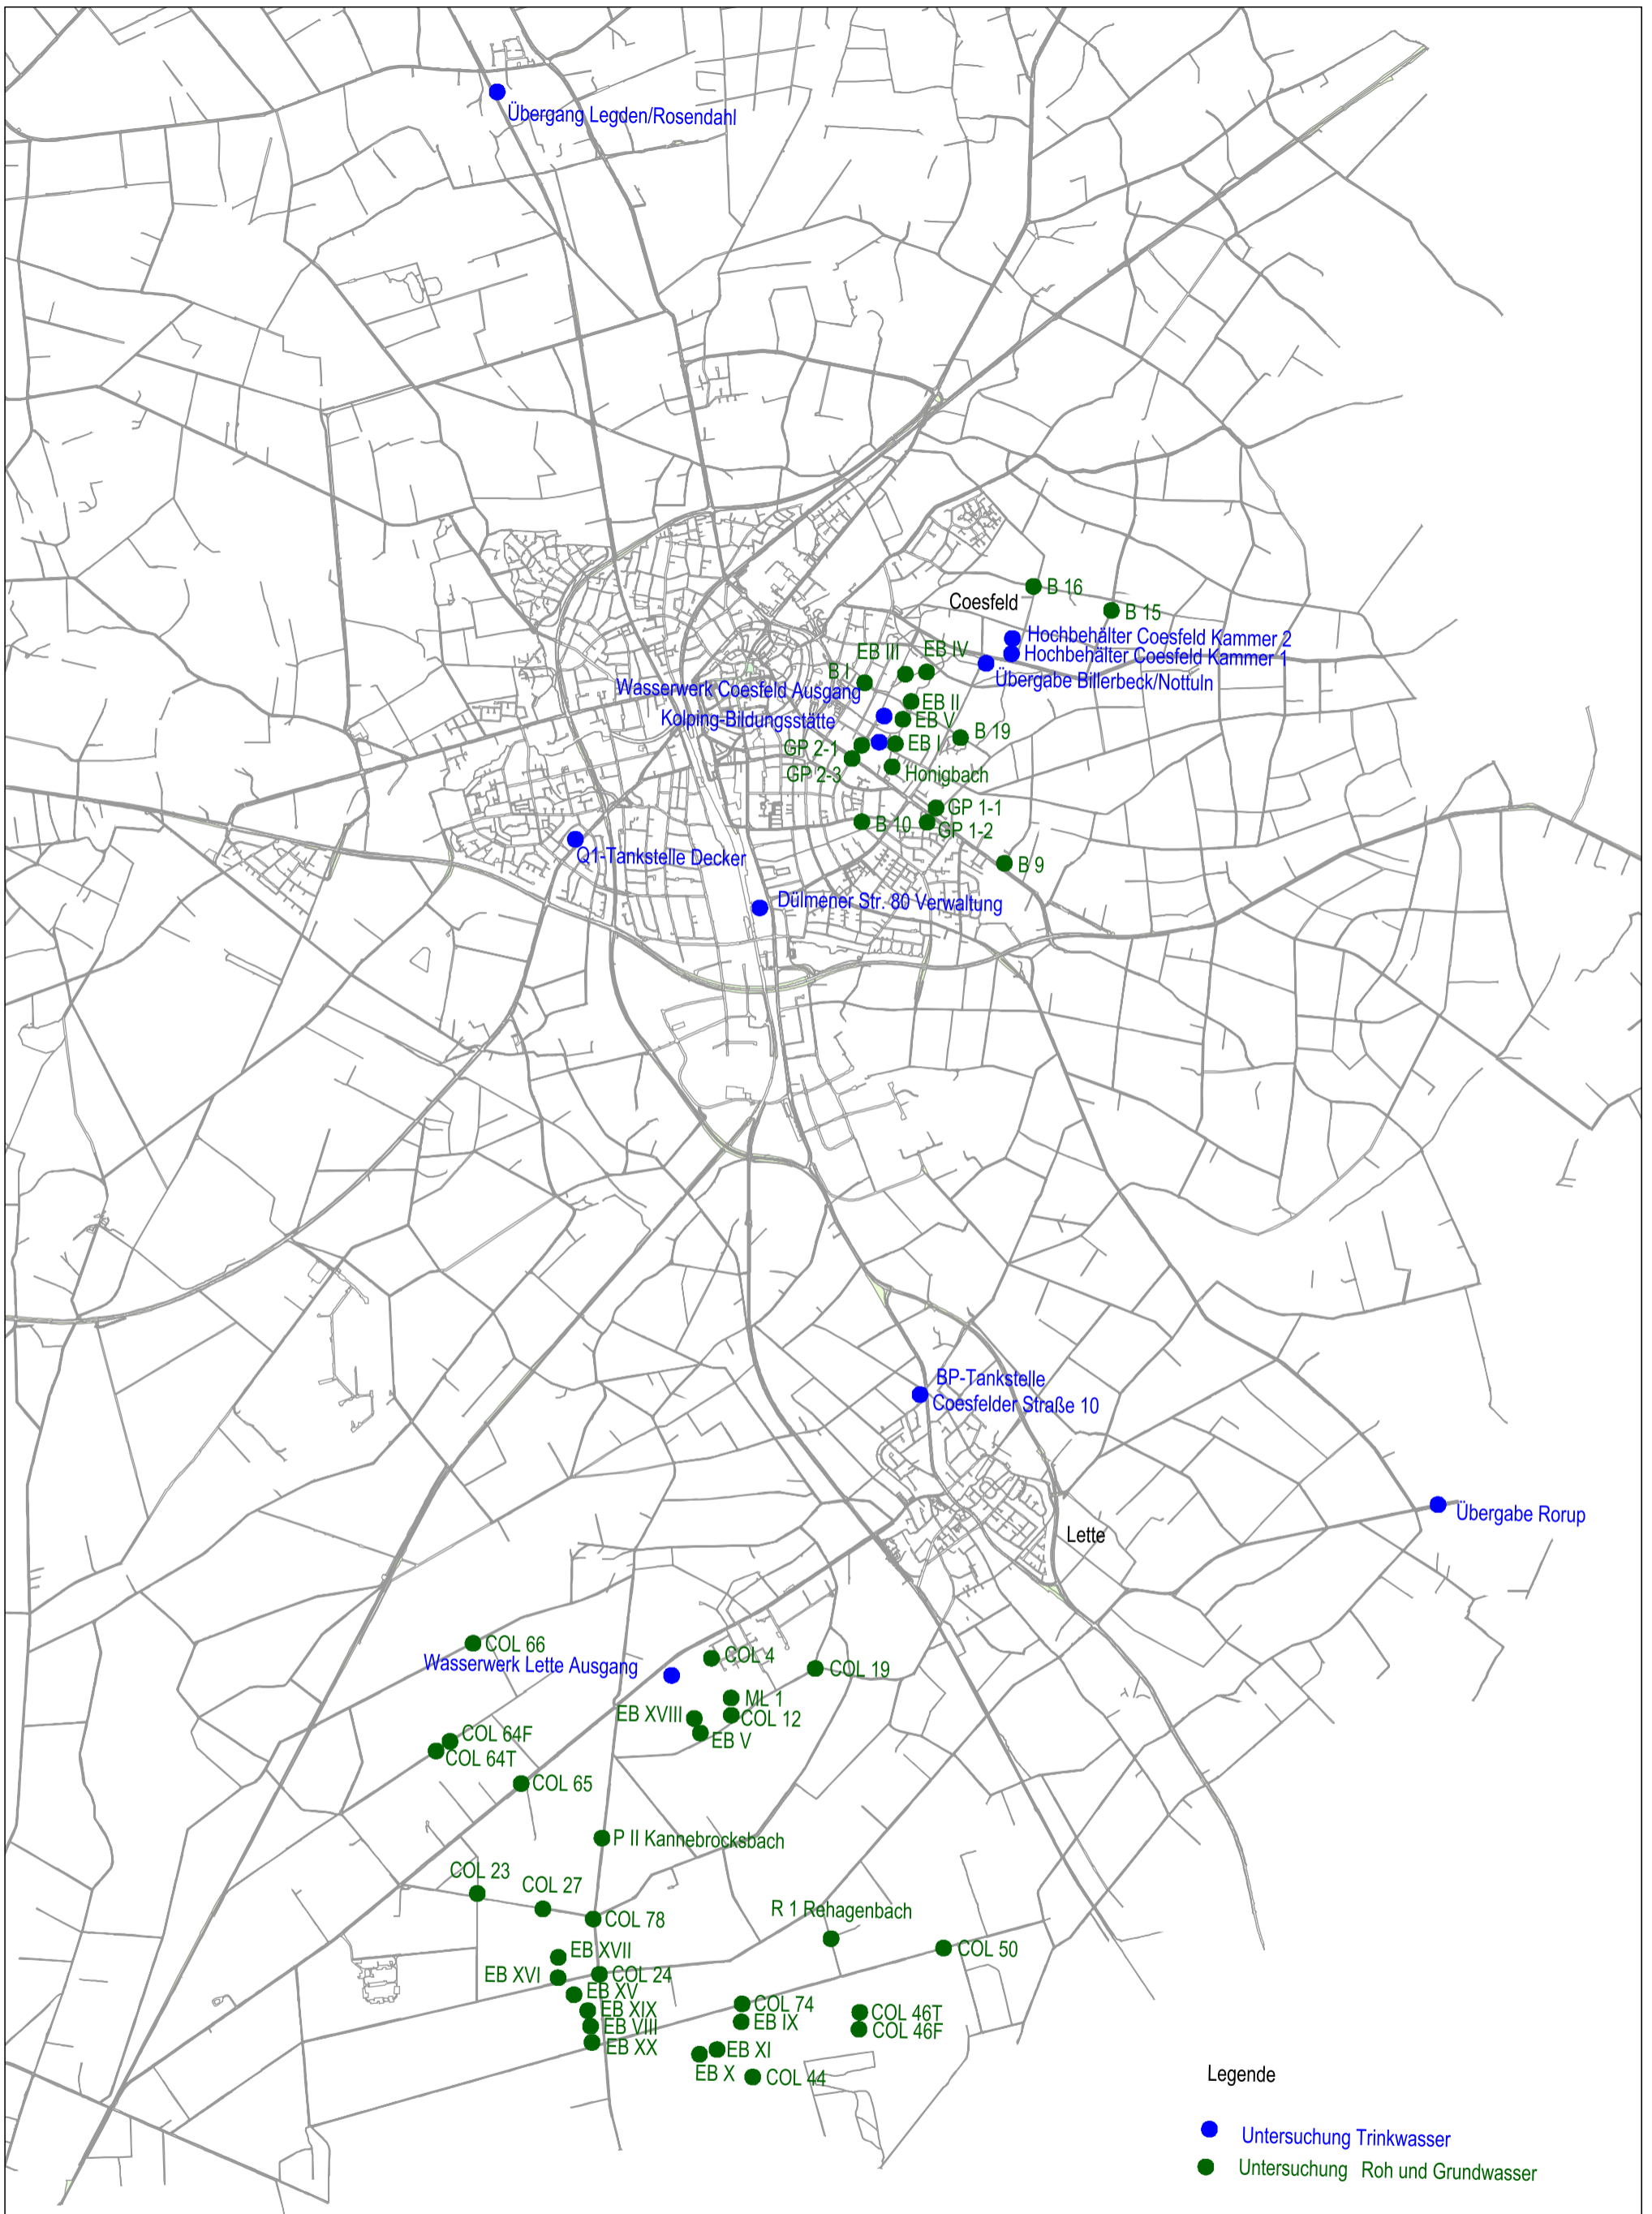 Übergang Legden/Rosendahl
B 16
Coesfeld
B 15
Hochbehälter Coesfeld Kammer 2
EB III
EB IV
Hochbehälter Coesfeld Kammer 1
B I
Übergabe Billerbeck/Nottuln
Wasserwerk Coesfeld Ausgang
EB II
Kolping-Bildungsstätte
EB V
B 19
GP 2-1
EB I
GP 2-3
Honigbach
GP 1-1
B 10
GP 1-2
Q1-Tankstelle Decker
B 9
Dülmener Str. 80 Verwaltung
BP-Tankstelle
Coesfelder Straße 10
Übergabe Rorup
Lette
COL 66
Wasserwerk Lette Ausgang
COL 4
COL 19
ML 1
EB XVIII
COL 12
COL 64F
EB V
COL 64T
COL 65
P II Kannebrocksbach
COL 23
COL 27
R 1 Rehagenbach
COL 78
COL 50
EB XVII
EB XVI
COL 24
EB XV
COL 74
EB XIX
COL 46T
EB IX
EB VIII
COL 46F
EB XX
EB XI
EB X
COL 44
Legende
Untersuchung Trinkwasser
Untersuchung Roh und Grundwasser